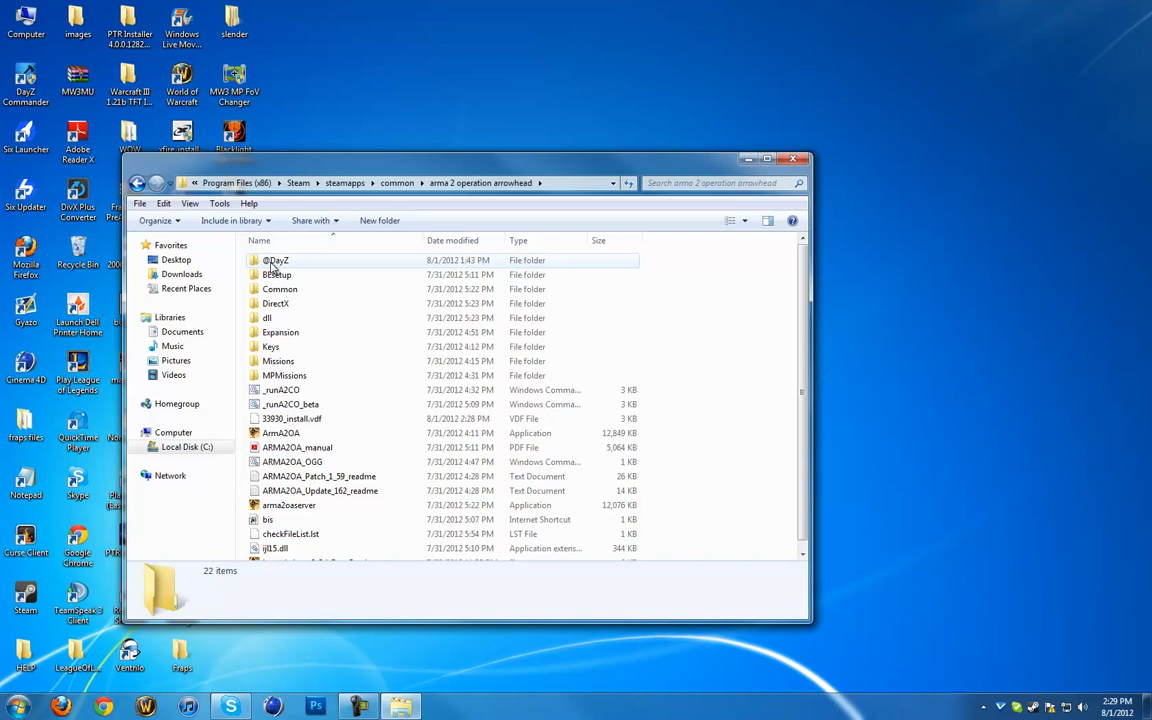 Computer
images
PTR Installer
4.0.0.1282...
Windows
Live Mov...
slender
DayZ
Commander
MW3MU
Warcraft III
1.21b TFT I...
World of
Warcraft
MW3 MP FoV
Changer
Six Launcher
Adobe
Reader X
WOW
xfire_install
Blacklight
Six Updater
DivX Plus
Converter
Mozilla
Firefox
Recycle Bin
Gyazo
Launch Dell
Printer Home
Cinema 4D
Play League
of Legends
fraps files
QuickTime
Player
Notepad
Skype
Curse Client
Google
Chrome
Steam
TeamSpeak 3
Client
HELP
LeagueOfL...
Ventrilo
Fraps
« Program Files (x86) Steam steamapps common arma 2 operation arrowhead
Search arma 2 operation arrowhead
File Edit View Tools Help
Organize Include in library Share with New folder
Favorites
Desktop
Downloads
Recent Places
Libraries
Documents
Music
Pictures
Videos
Homegroup
Computer
Local Disk (C:)
Network
Name Date modified Type Size
@DayZ 8/1/2012 1:43 PM File folder
BEsetup 7/31/2012 5:11 PM File folder
Common 7/31/2012 5:22 PM File folder
DirectX 7/31/2012 5:23 PM File folder
dll 7/31/2012 5:23 PM File folder
Expansion 7/31/2012 4:51 PM File folder
Keys 7/31/2012 4:12 PM File folder
Missions 7/31/2012 4:15 PM File folder
MPMissions 7/31/2012 4:31 PM File folder
_runA2CO 7/31/2012 4:32 PM Windows Comma... 3 KB
_runA2CO_beta 7/31/2012 5:09 PM Windows Comma... 3 KB
33930_install.vdf 8/1/2012 2:28 PM VDF File 3 KB
ArmA2OA 7/31/2012 4:11 PM Application 12,849 KB
ARMA2OA_manual 7/31/2012 5:11 PM PDF File 5,064 KB
ARMA2OA_OGG 7/31/2012 4:28 PM Windows Comma... 1 KB
ARMA2OA_Patch_1_59_readme 7/31/2012 4:28 PM Text Document 26 KB
ARMA2OA_Update_162_readme 7/31/2012 4:28 PM Text Document 14 KB
arma2oaserver 7/31/2012 5:22 PM Application 12,076 KB
bis 7/31/2012 5:07 PM Internet Shortcut 1 KB
checkFileList.lst 7/31/2012 5:54 PM LST File 1 KB
ijl15.dll 7/31/2012 5:10 PM Application extens... 344 KB
22 items
2:29 PM
8/1/2012